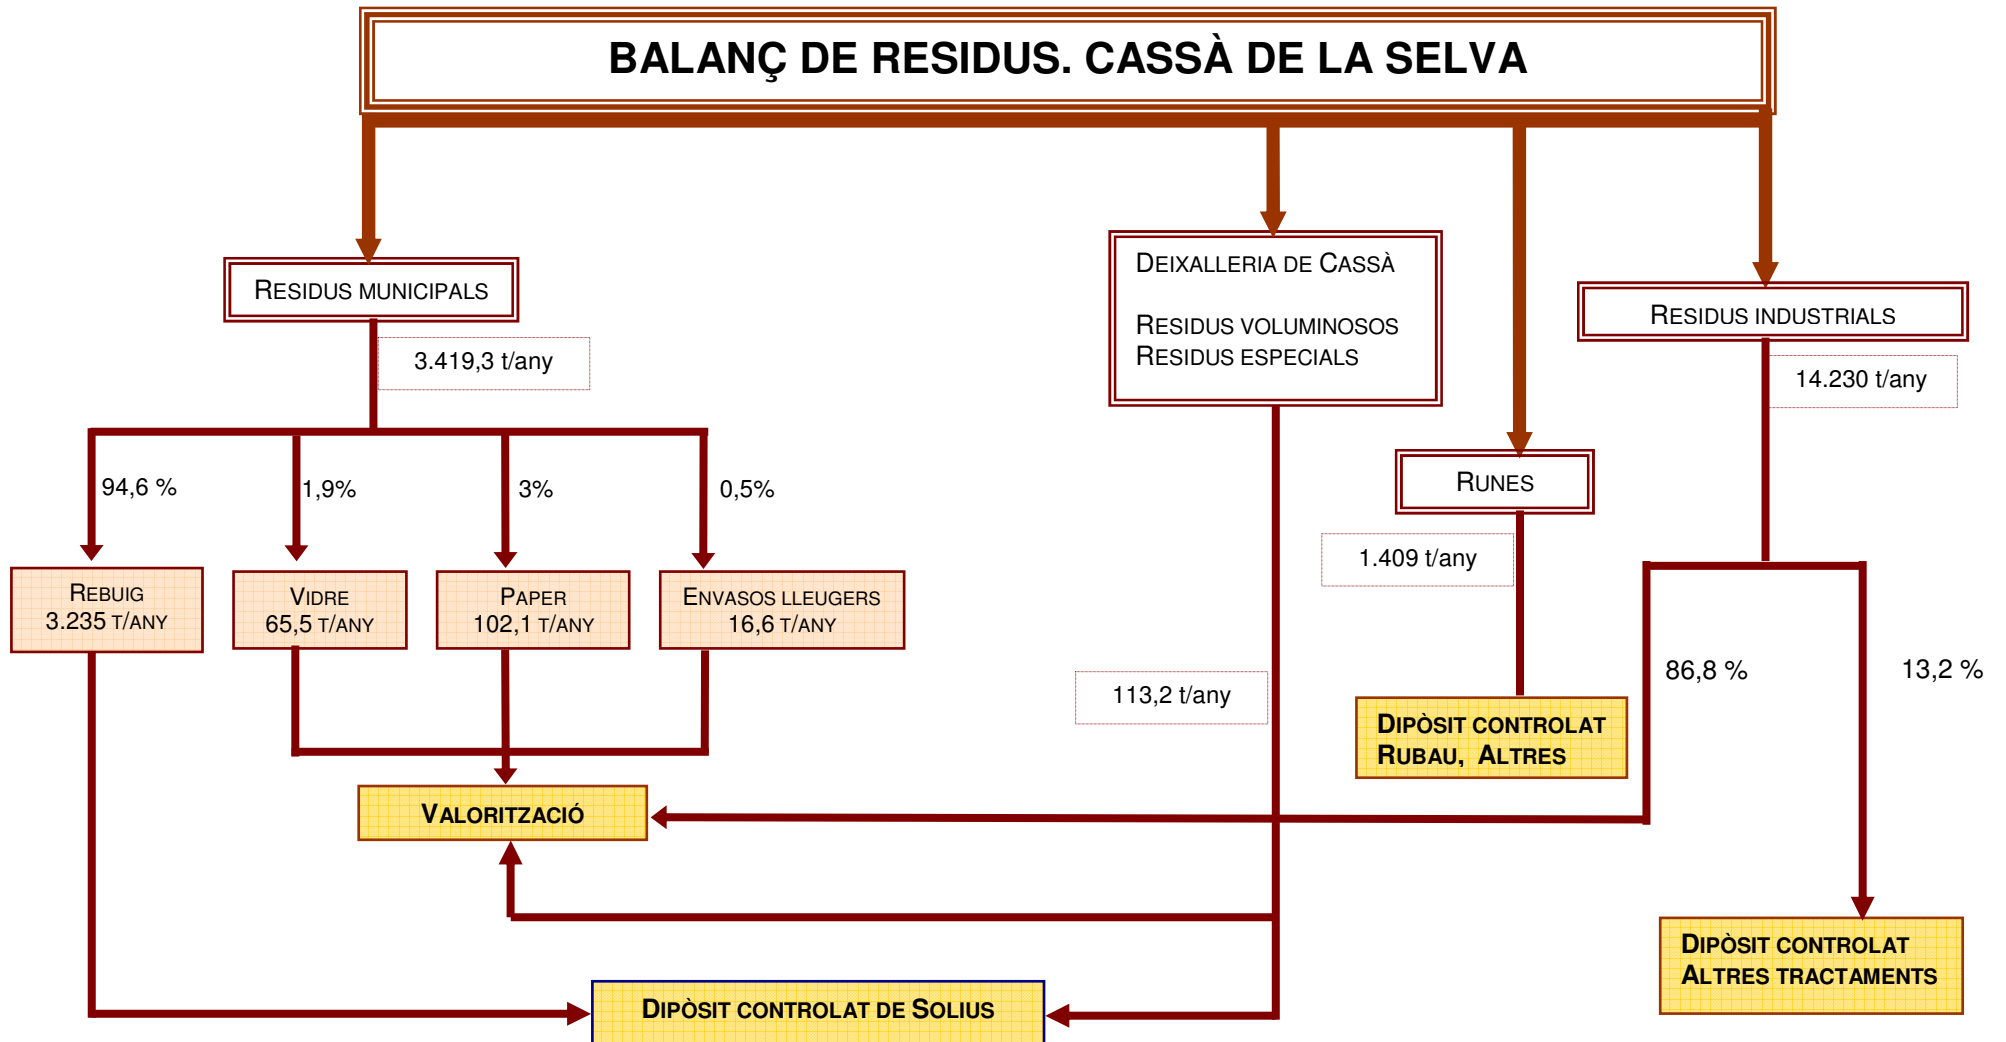 BALANÇ DE RESIDUS. CASSÀ DE LA SELVA
RESIDUS MUNICIPALS
3.419,3 t/any
DEIXALLERIA DE CASSÀ
RESIDUS VOLUMINOSOS
RESIDUS ESPECIALS
RESIDUS INDUSTRIALS
14.230 t/any
94,6 %
1,9%
3%
0,5%
RUNES
1.409 t/any
REBUIG
3.235 T/ANY
VIDRE
65,5 T/ANY
PAPER
102,1 T/ANY
ENVASOS LLEUGERS
16,6 T/ANY
86,8 %
13,2 %
113,2 t/any
DIPÒSIT CONTROLAT
RUBAU, ALTRES
VALORITZACIÓ
DIPÒSIT CONTROLAT
ALTRES TRACTAMENTS
DIPÒSIT CONTROLAT DE SOLIUS